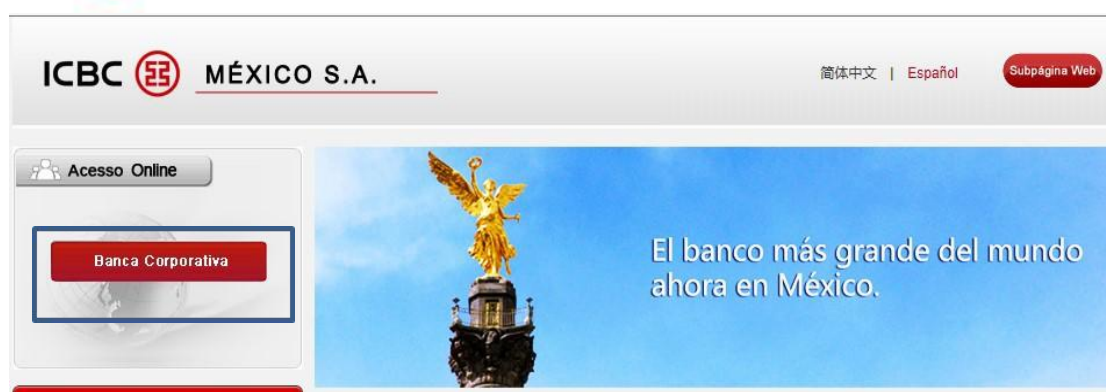 ICBC MÉXICO S.A.
简体中文 | Español
Subpágina Web
Acesso Online
Banca Corporativa
El banco más grande del mundo
ahora en México.